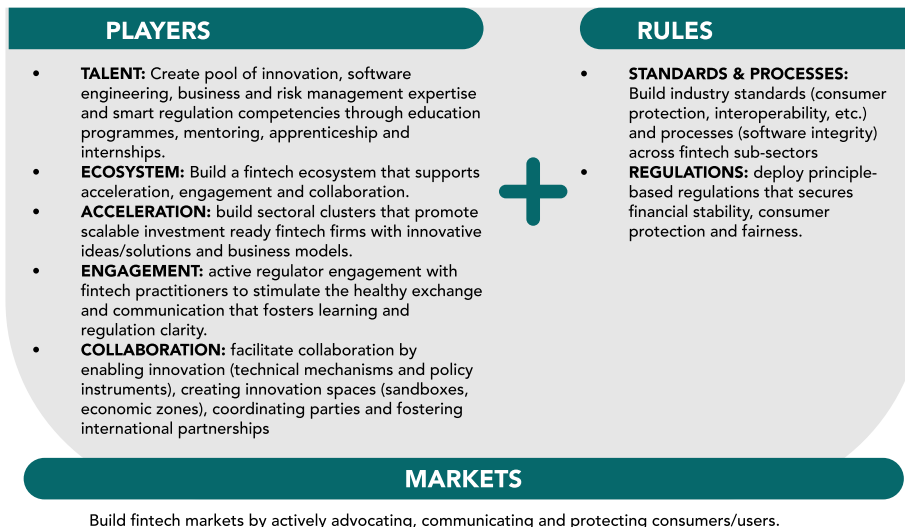 PLAYERS
• TALENT: Create pool of innovation, software
engineering, business and risk management expertise
and smart regulation competencies through education
programmes, mentoring, apprenticeship and
internships.
• ECOSYSTEM: Build a fintech ecosystem that supports
acceleration, engagement and collaboration.
• ACCELERATION: build sectoral clusters that promote
scalable investment ready fintech firms with innovative
ideas/solutions and business models.
• ENGAGEMENT: active regulator engagement with
fintech practitioners to stimulate the healthy exchange
and communication that fosters learning and
regulation clarity.
• COLLABORATION: facilitate collaboration by
enabling innovation (technical mechanisms and policy
instruments), creating innovation spaces (sandboxes,
economic zones), coordinating parties and fostering
international partnerships
RULES
• STANDARDS & PROCESSES:
Build industry standards (consumer
protection, interoperability, etc.)
and processes (software integrity)
across fintech sub-sectors
• REGULATIONS: deploy principle-
based regulations that secures
financial stability, consumer
protection and fairness.
MARKETS
Build fintech markets by actively advocating, communicating and protecting consumers/users.